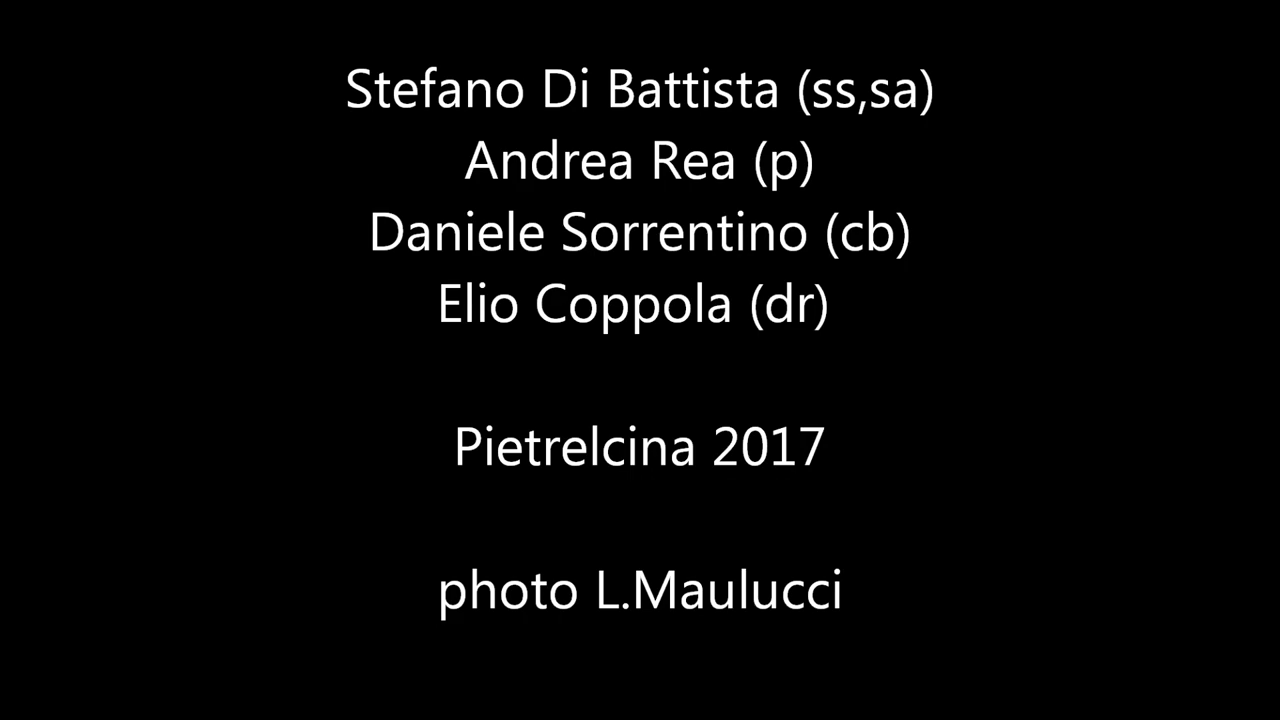 Stefano Di Battista (ss,sa)
Andrea Rea (p)
Daniele Sorrentino (cb)
Elio Coppola (dr)
Pietrelcina 2017
photo L.Maulucci